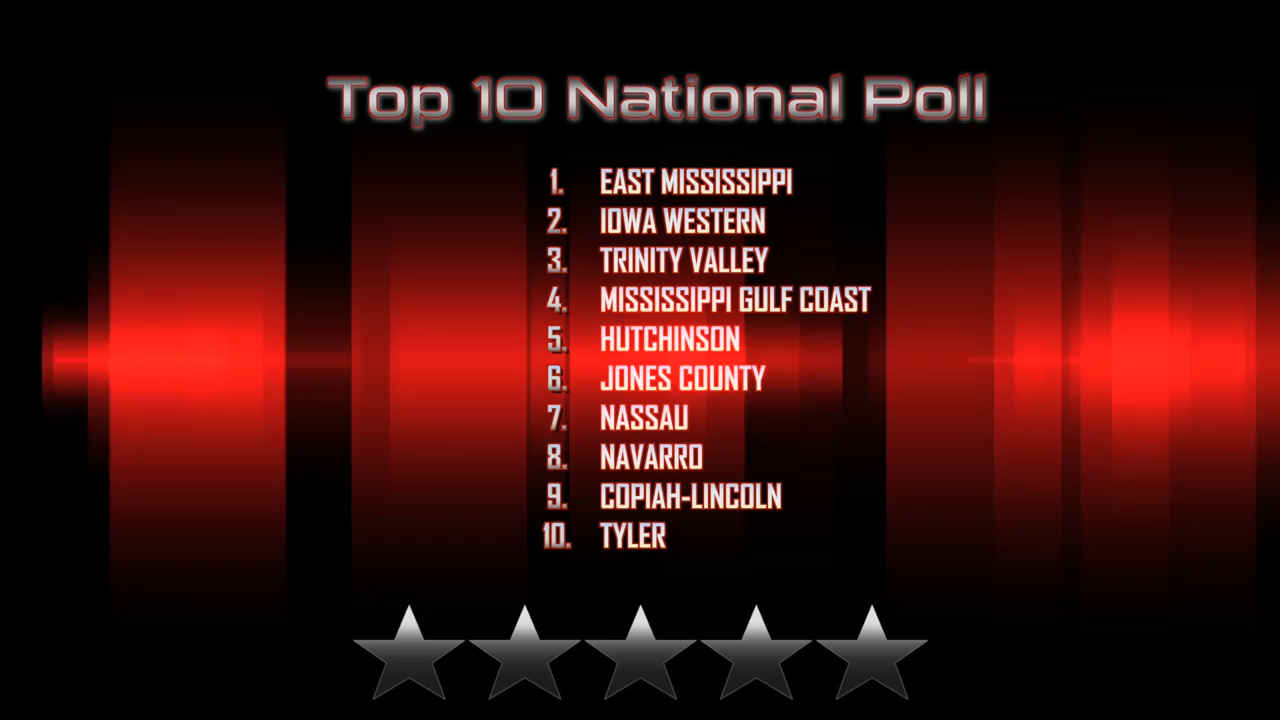 Top 10 National Poll
1. EAST MISSISSIPPI
2. IOWA WESTERN
3. TRINITY VALLEY
4. MISSISSIPPI GULF COAST
5. HUTCHINSON
6. JONES COUNTY
7. NASSAU
8. NAVARRO
9. COPIAH-LINCOLN
10. TYLER